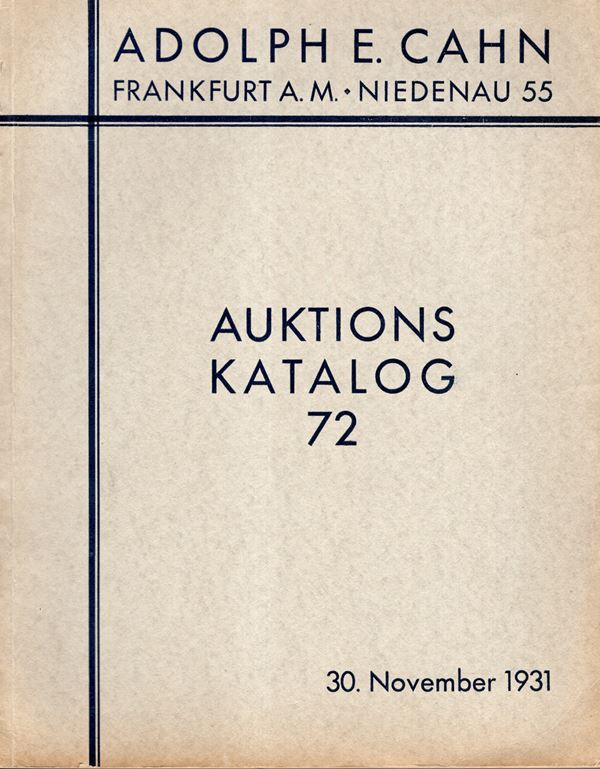 ADOLPH E. CAHN
FRANKFURT A. M. • NIEDENAU 55
AUKTIONS
KATALOG
72
30. November 1931